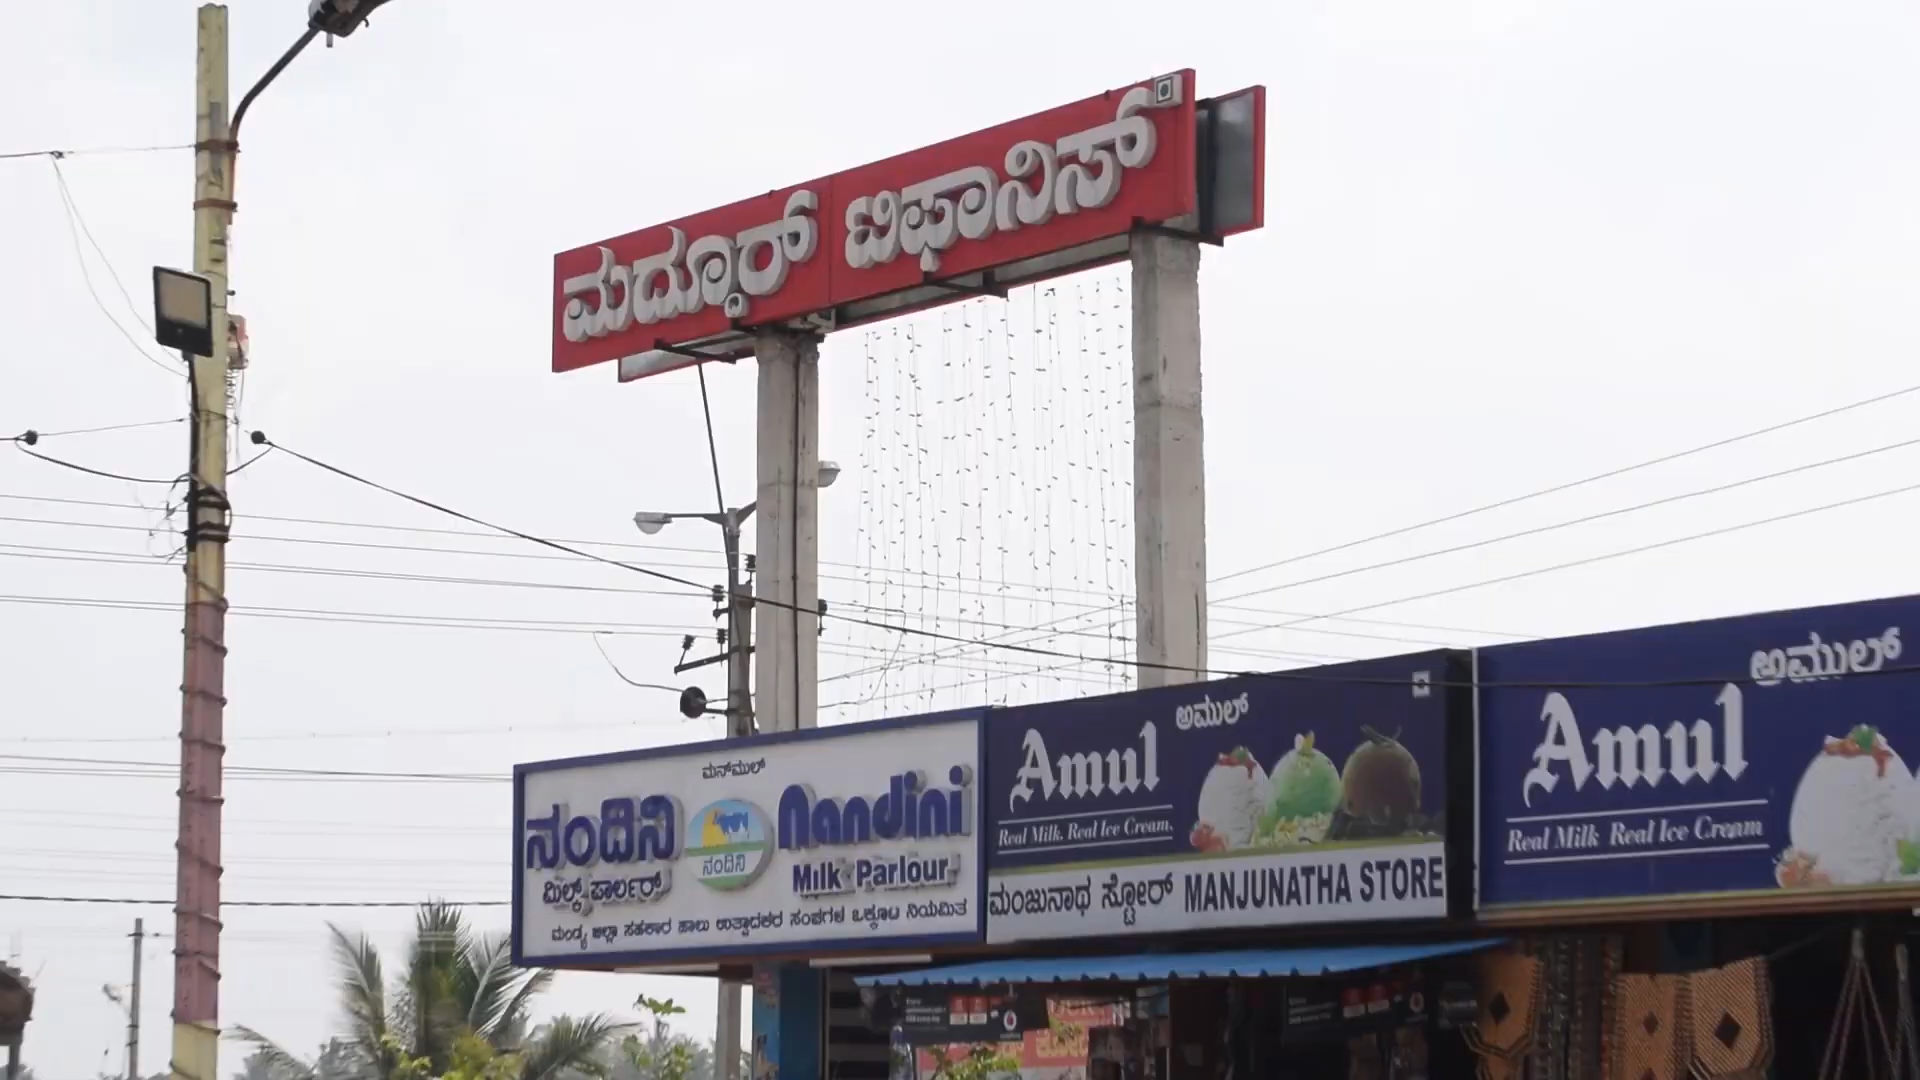 ಮದ್ದೂರ್ ಟಿಫಾನಿಸ್
ಮನ್‌ಮುಲ್
ನಂದಿನಿ
ನಂದಿನಿ
Nandini
ಮಿಲ್ಕ್ ಪಾರ್ಲರ್
Milk Parlour
ಮಂಡ್ಯ ಜಿಲ್ಲಾ ಸಹಕಾರ ಹಾಲು ಉತ್ಪಾದಕರ ಸಂಘಗಳ ಒಕ್ಕೂಟ ನಿಯಮಿತ
ಅಮುಲ್
Amul
Real Milk. Real Ice Cream.
ಮಂಜುನಾಥ ಸ್ಟೋರ್ MANJUNATHA STORE
ಅಮುಲ್
Amul
Real Milk Real Ice Cream